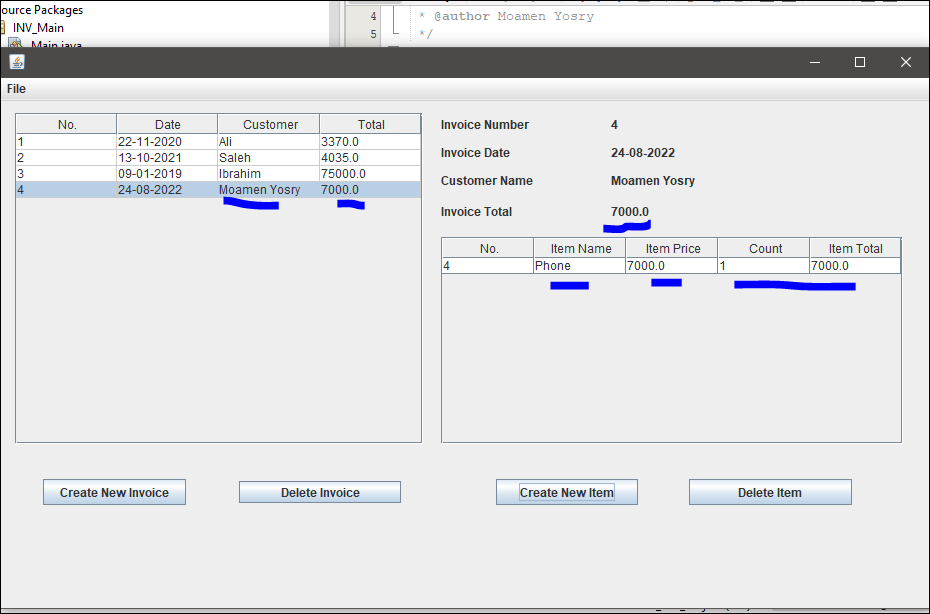 ource Packages
INV_Main
Main.java
4 * @author Moamen Yosry
5 */
File
No. Date Customer Total
1 22-11-2020 Ali 3370.0
2 13-10-2021 Saleh 4035.0
3 09-01-2019 Ibrahim 75000.0
4 24-08-2022 Moamen Yosry 7000.0
Invoice Number 4
Invoice Date 24-08-2022
Customer Name Moamen Yosry
Invoice Total 7000.0
No. Item Name Item Price Count Item Total
4 Phone 7000.0 1 7000.0
Create New Invoice Delete Invoice Create New Item Delete Item